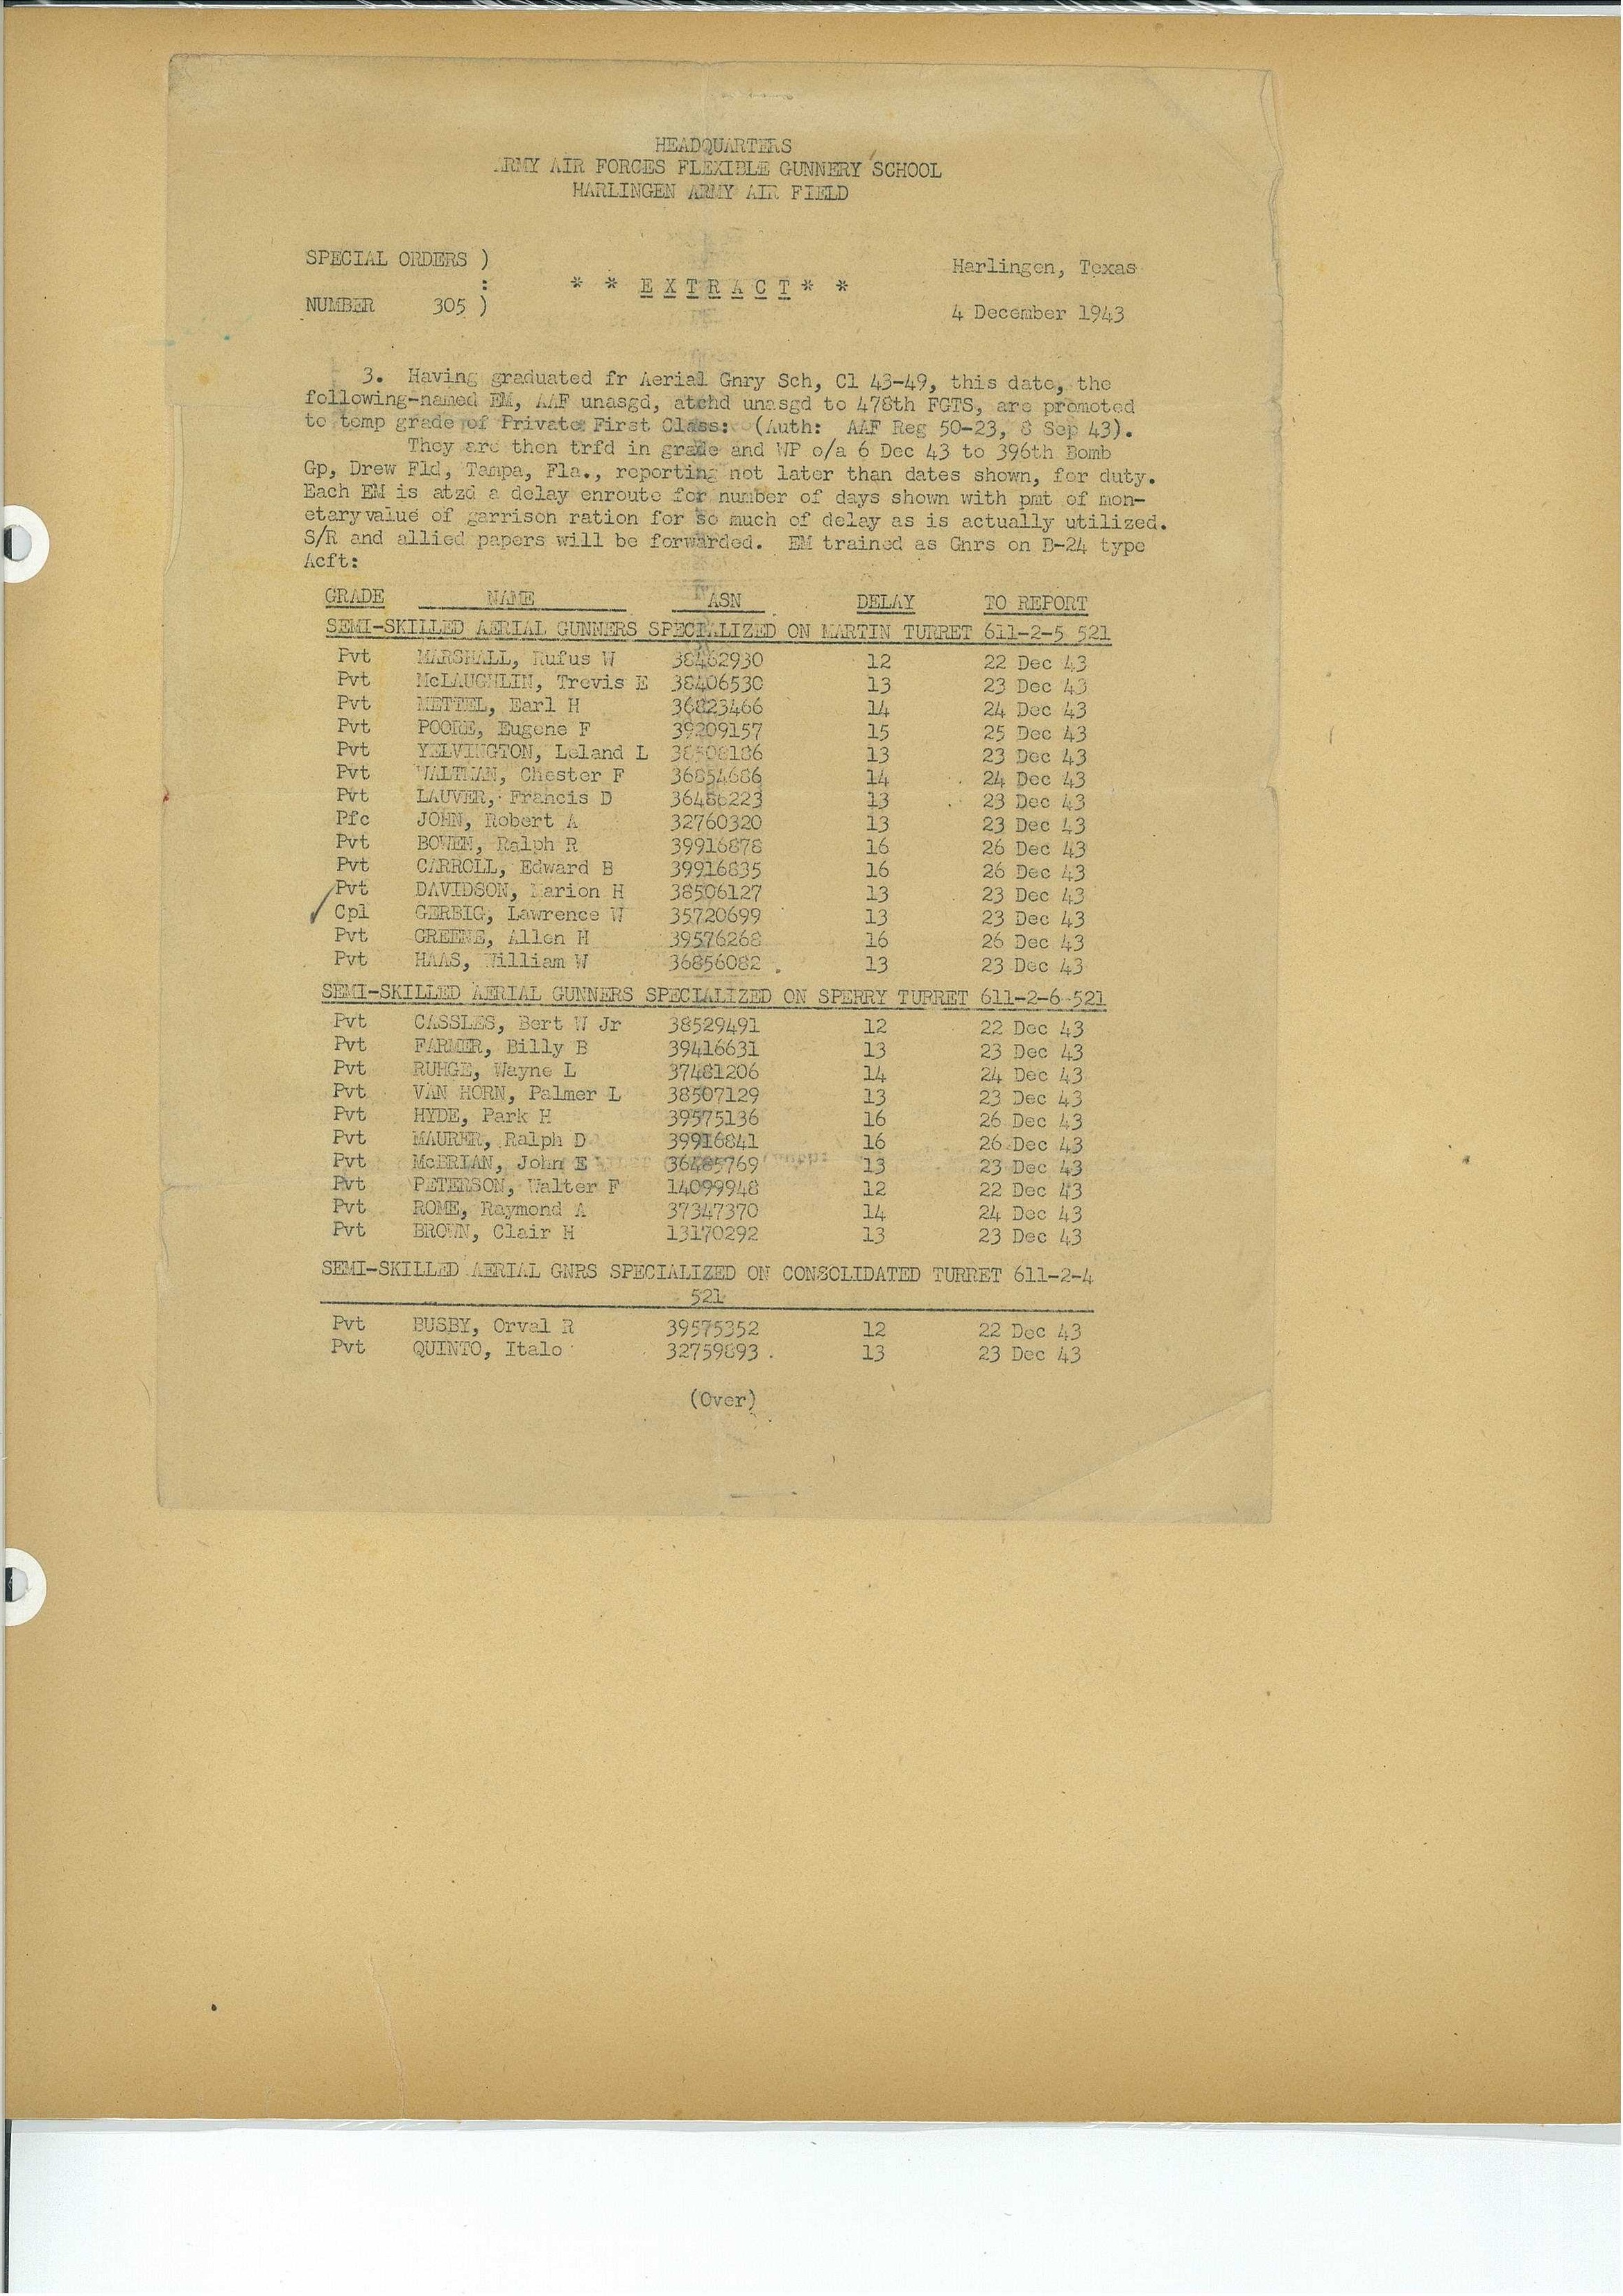 HEADQUARTERS
ARMY AIR FORCES FLEXIBLE GUNNERY SCHOOL
HARLINGEN ARMY AIR FIELD
SPECIAL ORDERS )
:
NUMBER 305 )
* * E X T R A C T * *
Harlingen, Texas
4 December 1943
3. Having graduated fr Aerial Gnry Sch, Cl 43-49, this date, the
following-named EM, AAF unasgd, atchd unasgd to 478th FGTS, are promoted
to temp grade of Private First Class: (Auth: AAF Reg 50-23, 8 Sep 43).
They are then trfd in grade and WP o/a 6 Dec 43 to 396th Bomb
Gp, Drew Fld, Tampa, Fla., reporting not later than dates shown, for duty.
Each EM is atzd a delay enroute for number of days shown with pmt of mon-
etary value of garrison ration for so much of delay as is actually utilized.
S/R and allied papers will be forwarded. EM trained as Gnrs on B-24 type
Acft:
GRADE NAME ASN DELAY TO REPORT
SEMI-SKILLED AERIAL GUNNERS SPECIALIZED ON MARTIN TURRET 611-2-5 521
Pvt MARSHALL, Rufus W 38462930 12 22 Dec 43
Pvt McLAUGHLIN, Trevis E 38406530 13 23 Dec 43
Pvt METTEL, Earl H 36823466 14 24 Dec 43
Pvt POORE, Eugene F 39209157 15 25 Dec 43
Pvt YELVINGTON, Leland L 38508186 13 23 Dec 43
Pvt WALTMAN, Chester F 36854686 14 24 Dec 43
Pvt LAUVER, Francis D 36486223 13 23 Dec 43
Pfc JOHN, Robert A 32760320 13 23 Dec 43
Pvt BOWEN, Ralph R 39916878 16 26 Dec 43
Pvt CARROLL, Edward B 39916835 16 26 Dec 43
Pvt DAVIDSON, Marion H 38506127 13 23 Dec 43
Cpl GERBIG, Lawrence W 35720699 13 23 Dec 43
Pvt GREENE, Allen H 39576268 16 26 Dec 43
Pvt HAAS, William W 36856082 13 23 Dec 43
SEMI-SKILLED AERIAL GUNNERS SPECIALIZED ON SPERRY TURRET 611-2-6-521
Pvt CASSLES, Bert W Jr 38529491 12 22 Dec 43
Pvt FARMER, Billy B 39416631 13 23 Dec 43
Pvt RUHGE, Wayne L 37481206 14 24 Dec 43
Pvt VAN HORN, Palmer L 38507129 13 23 Dec 43
Pvt HYDE, Park H 39575136 16 26 Dec 43
Pvt MAURER, Ralph D 39916841 16 26 Dec 43
Pvt McBRIAN, John E 36485769 13 23 Dec 43
Pvt PETERSON, Walter F 14099948 12 22 Dec 43
Pvt ROME, Raymond A 37347370 14 24 Dec 43
Pvt BROWN, Clair H 13170292 13 23 Dec 43
SEMI-SKILLED AERIAL GNRS SPECIALIZED ON CONSOLIDATED TURRET 611-2-4
521
Pvt BUSBY, Orval R 39575352 12 22 Dec 43
Pvt QUINTO, Italo 32759893 13 23 Dec 43
(Over)